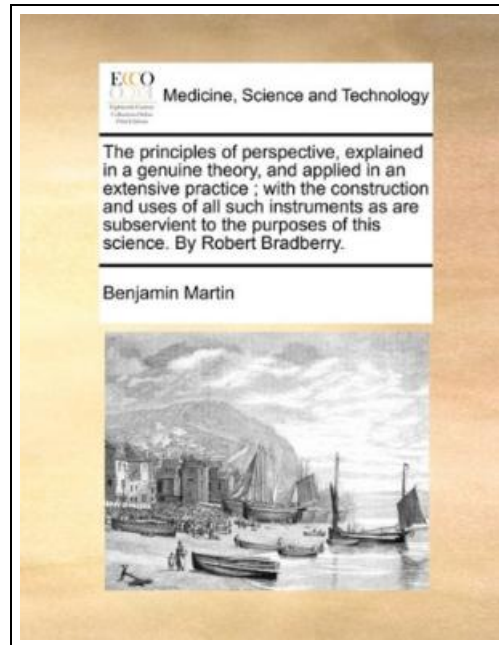 ECCO
Medicine, Science and Technology
The principles of perspective, explained
in a genuine theory, and applied in an
extensive practice ; with the construction
and uses of all such instruments as are
subservient to the purposes of this
science. By Robert Bradberry.
Benjamin Martin